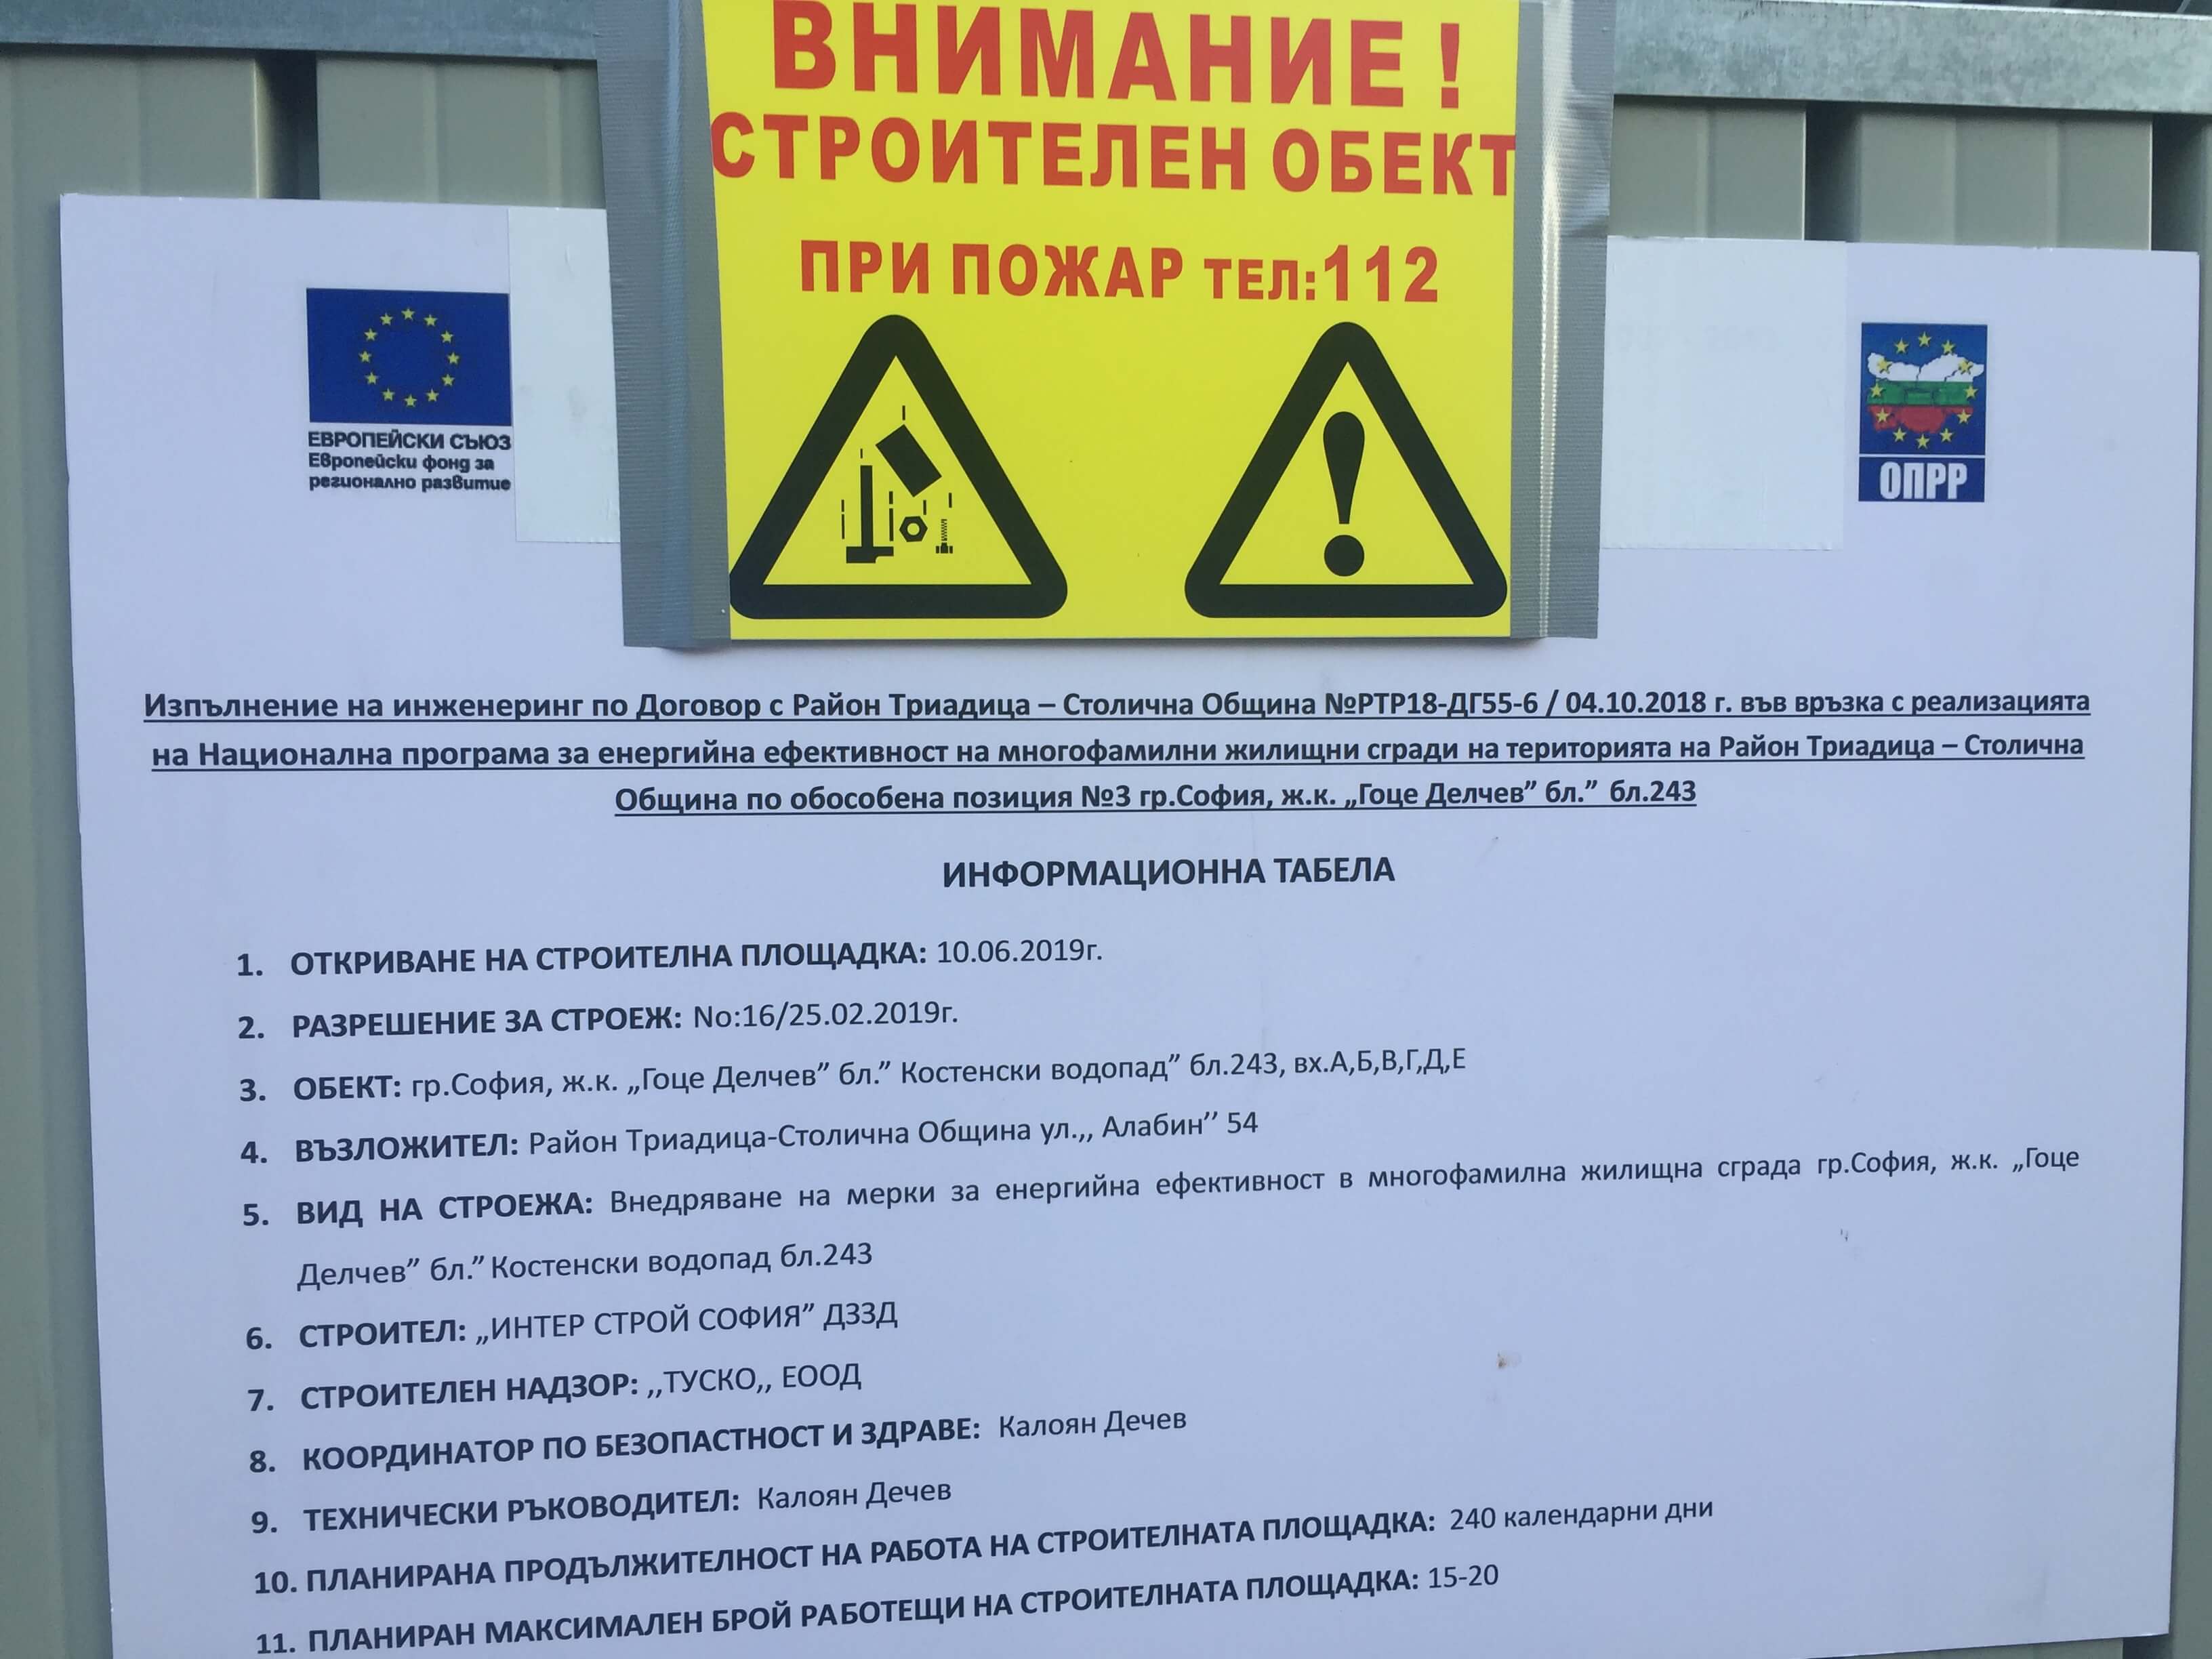 ВНИМАНИЕ !
СТРОИТЕЛЕН ОБЕКТ
ПРИ ПОЖАР ТЕЛ:112
ЕВРОПЕЙСКИ СЪЮЗ
Европейски фонд за
регионално развитие
ОПРР
Изпълнение на инженеринг по Договор с Район Триадица – Столична Община №РТР18-ДГ55-6 / 04.10.2018 г. във връзка с реализацията
на Национална програма за енергийна ефективност на многофамилни жилищни сгради на територията на Район Триадица – Столична
Община по обособена позиция №3 гр.София, ж.к. „Гоце Делчев” бл.” бл.243
ИНФОРМАЦИОННА ТАБЕЛА
1. ОТКРИВАНЕ НА СТРОИТЕЛНА ПЛОЩАДКА: 10.06.2019г.
2. РАЗРЕШЕНИЕ ЗА СТРОЕЖ: No:16/25.02.2019г.
3. ОБЕКТ: гр.София, ж.к. „Гоце Делчев” бл.” Костенски водопад” бл.243, вх.А,Б,В,Г,Д,Е
4. ВЪЗЛОЖИТЕЛ: Район Триадица-Столична Община ул.,, Алабин’’ 54
5. ВИД НА СТРОЕЖА: Внедряване на мерки за енергийна ефективност в многофамилна жилищна сграда гр.София, ж.к. „Гоце
Делчев” бл.” Костенски водопад бл.243
6. СТРОИТЕЛ: „ИНТЕР СТРОЙ СОФИЯ” ДЗЗД
7. СТРОИТЕЛЕН НАДЗОР: ,,ТУСКО,, ЕООД
8. КООРДИНАТОР ПО БЕЗОПАСТНОСТ И ЗДРАВЕ: Калоян Дечев
9. ТЕХНИЧЕСКИ РЪКОВОДИТЕЛ: Калоян Дечев
10. ПЛАНИРАНА ПРОДЪЛЖИТЕЛНОСТ НА РАБОТА НА СТРОИТЕЛНАТА ПЛОЩАДКА: 240 календарни дни
11. ПЛАНИРАН МАКСИМАЛЕН БРОЙ РАБОТЕЩИ НА СТРОИТЕЛНАТА ПЛОЩАДКА: 15-20